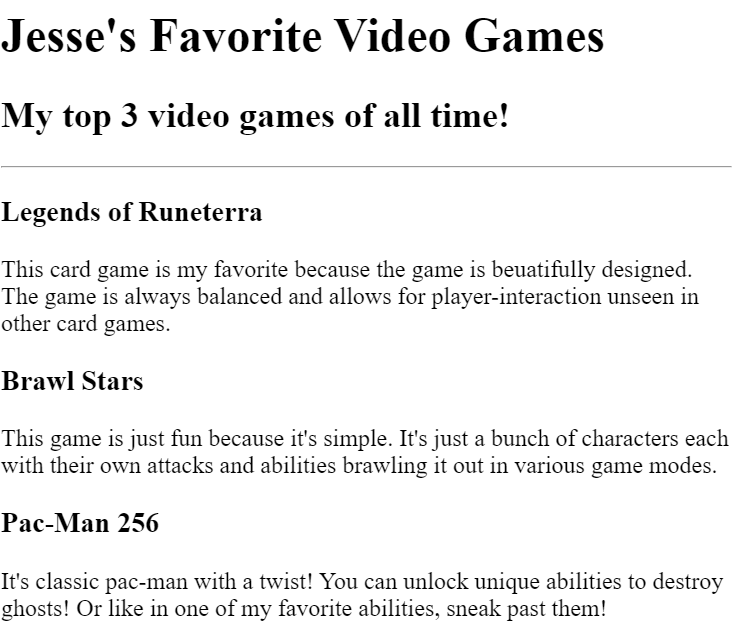 Jesse's Favorite Video Games
My top 3 video games of all time!
Legends of Runeterra
This card game is my favorite because the game is beuatifully designed.
The game is always balanced and allows for player-interaction unseen in
other card games.
Brawl Stars
This game is just fun because it's simple. It's just a bunch of characters each
with their own attacks and abilities brawling it out in various game modes.
Pac-Man 256
It's classic pac-man with a twist! You can unlock unique abilities to destroy
ghosts! Or like in one of my favorite abilities, sneak past them!